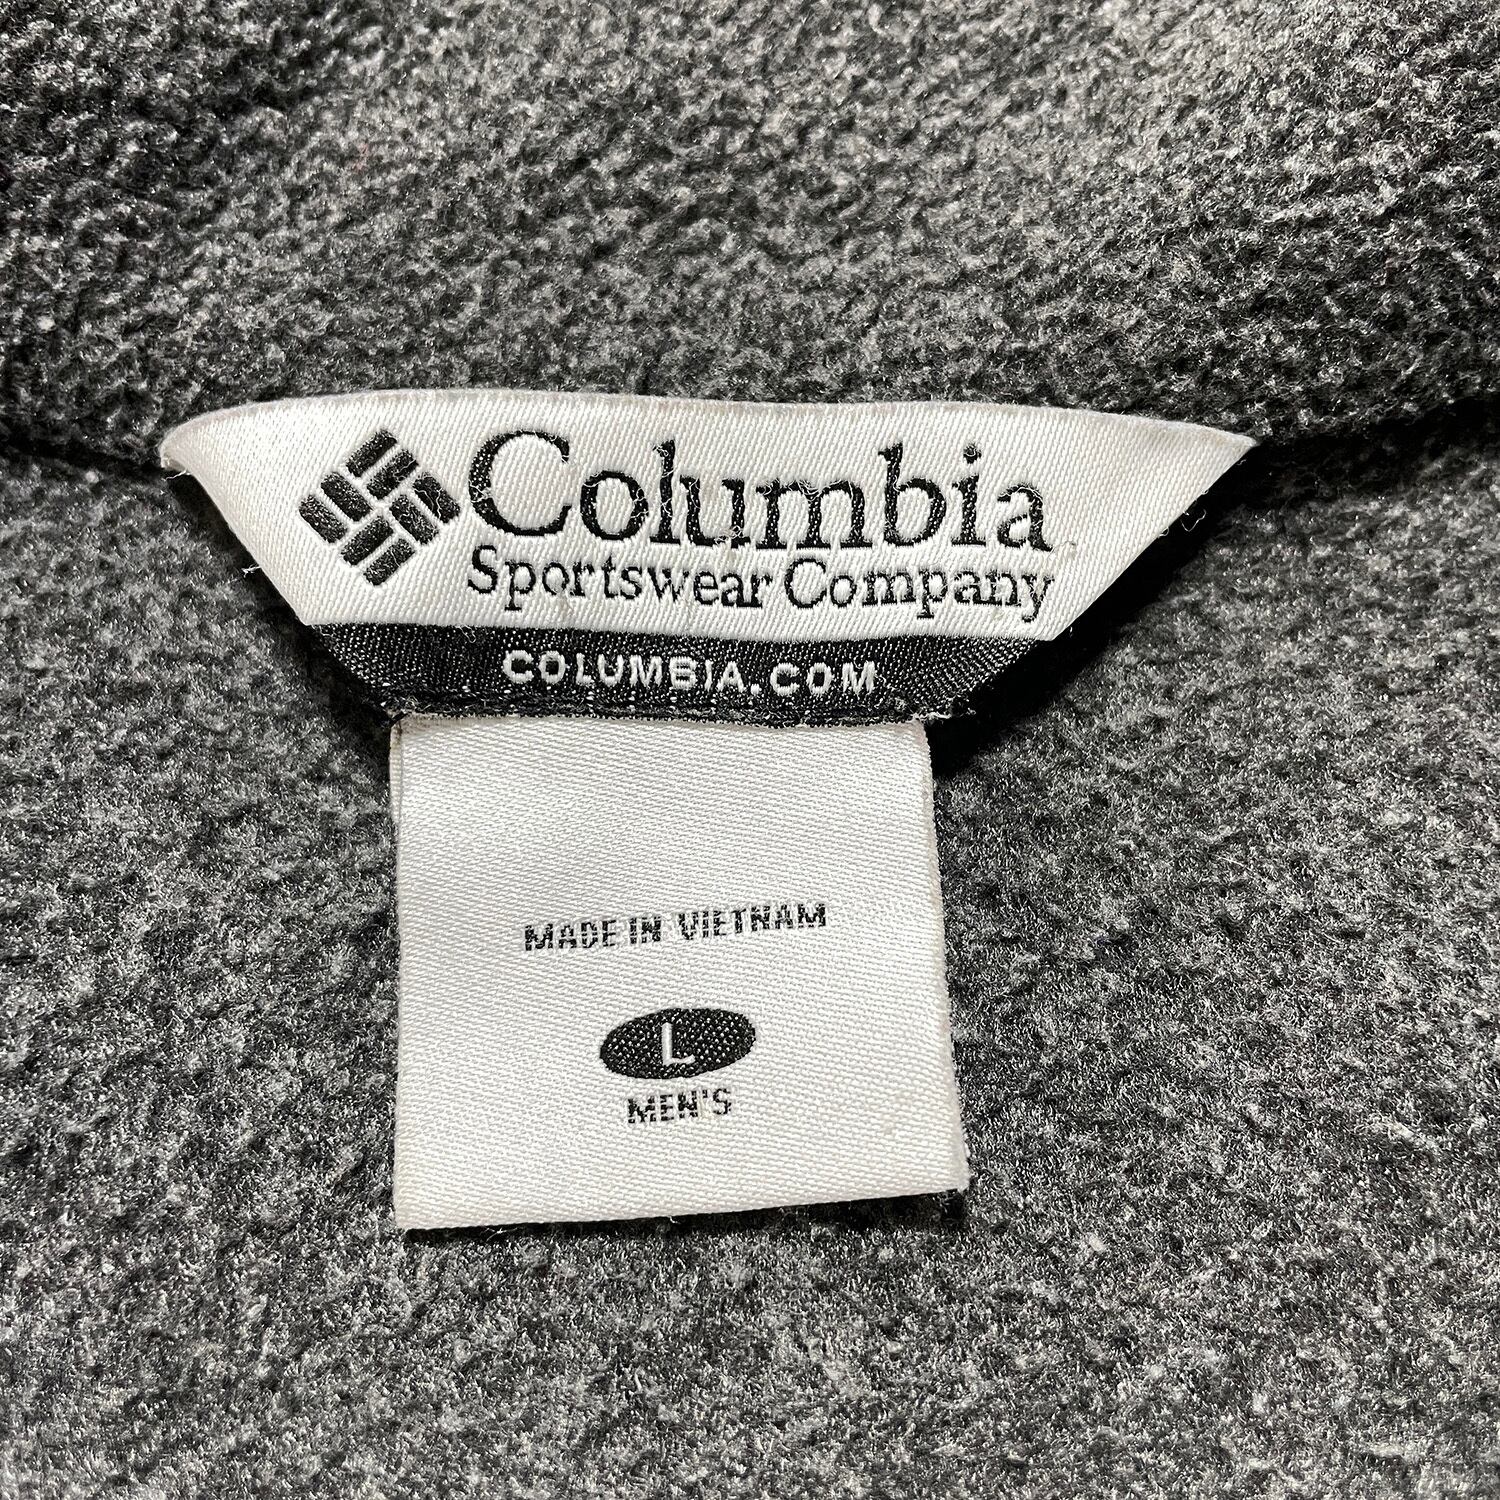 Columbia
Sportswear Company
COLUMBIA.COM
MADE IN VIETNAM
L
MEN'S